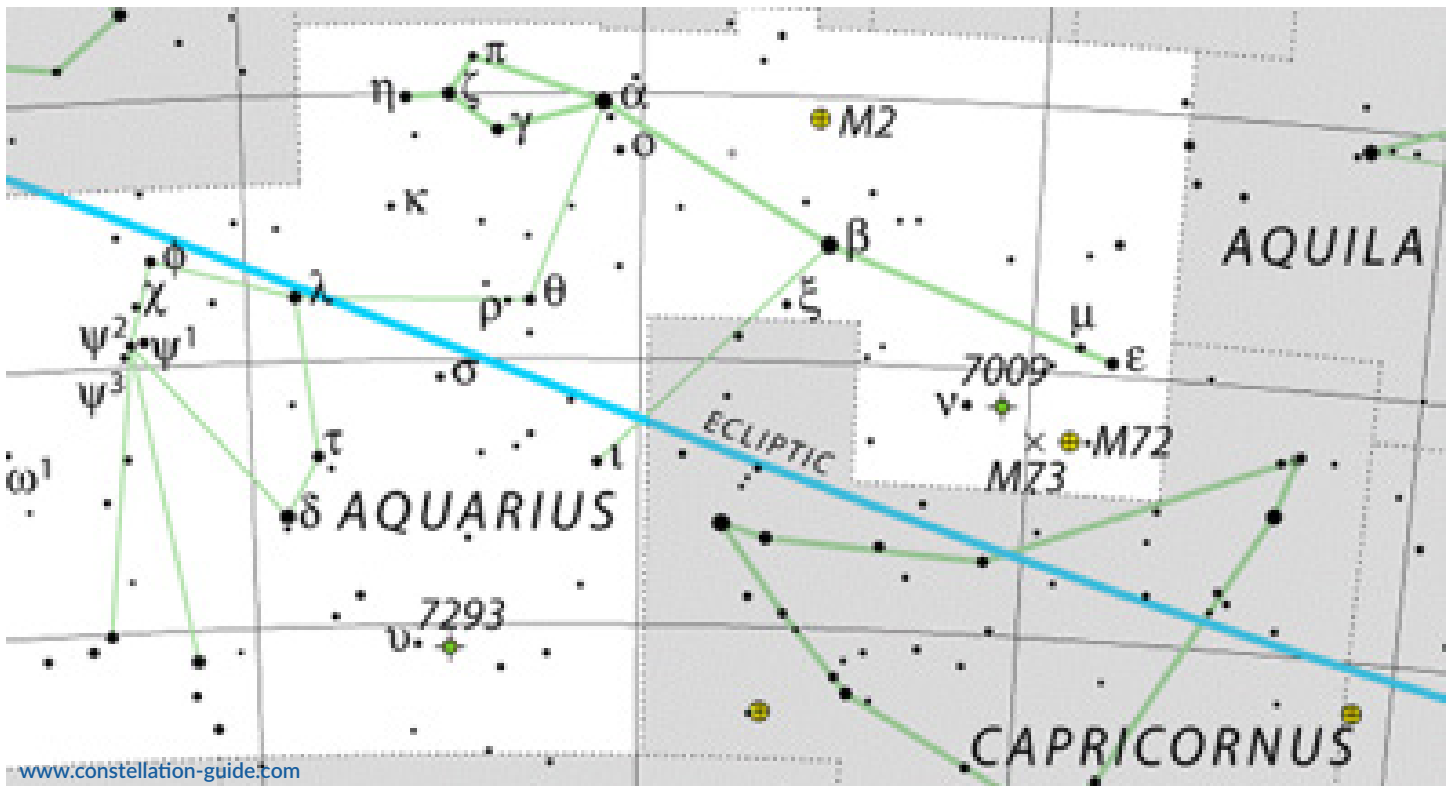 π
η
ζ
α
γ
M2
ο
κ
AQUILA
β
φ
λ
χ
ρ
θ
ξ
μ
ψ²
ψ¹
ε
7009
σ
ψ³
ν
ECLIPTIC
τ
ι
M72
ω¹
M73
δ
AQUARIUS
7293
υ
CAPRICORNUS
www.constellation-guide.com